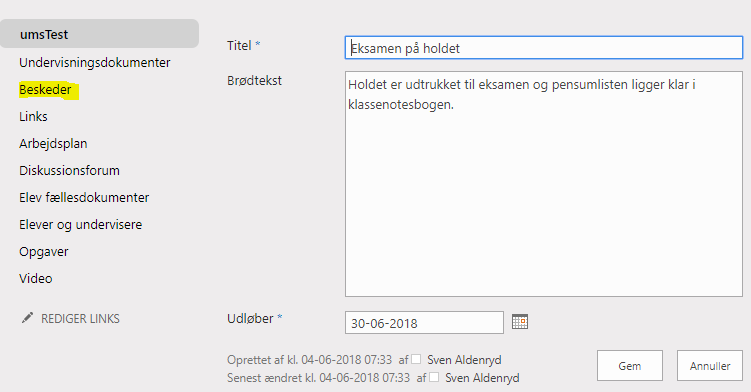 umsTest
Undervisningsdokumenter
Beskeder
Links
Arbejdsplan
Diskussionsforum
Elev fællesdokumenter
Elever og undervisere
Opgaver
Video
REDIGER LINKS
Titel *
Eksamen på holdet
Brødtekst
Holdet er udtrukket til eksamen og pensumlisten ligger klar i
klassenotesbogen.
Udløber *
30-06-2018
Oprettet af kl. 04-06-2018 07:33 af Sven Aldenryd
Senest ændret kl. 04-06-2018 07:33 af Sven Aldenryd
Gem
Annuller